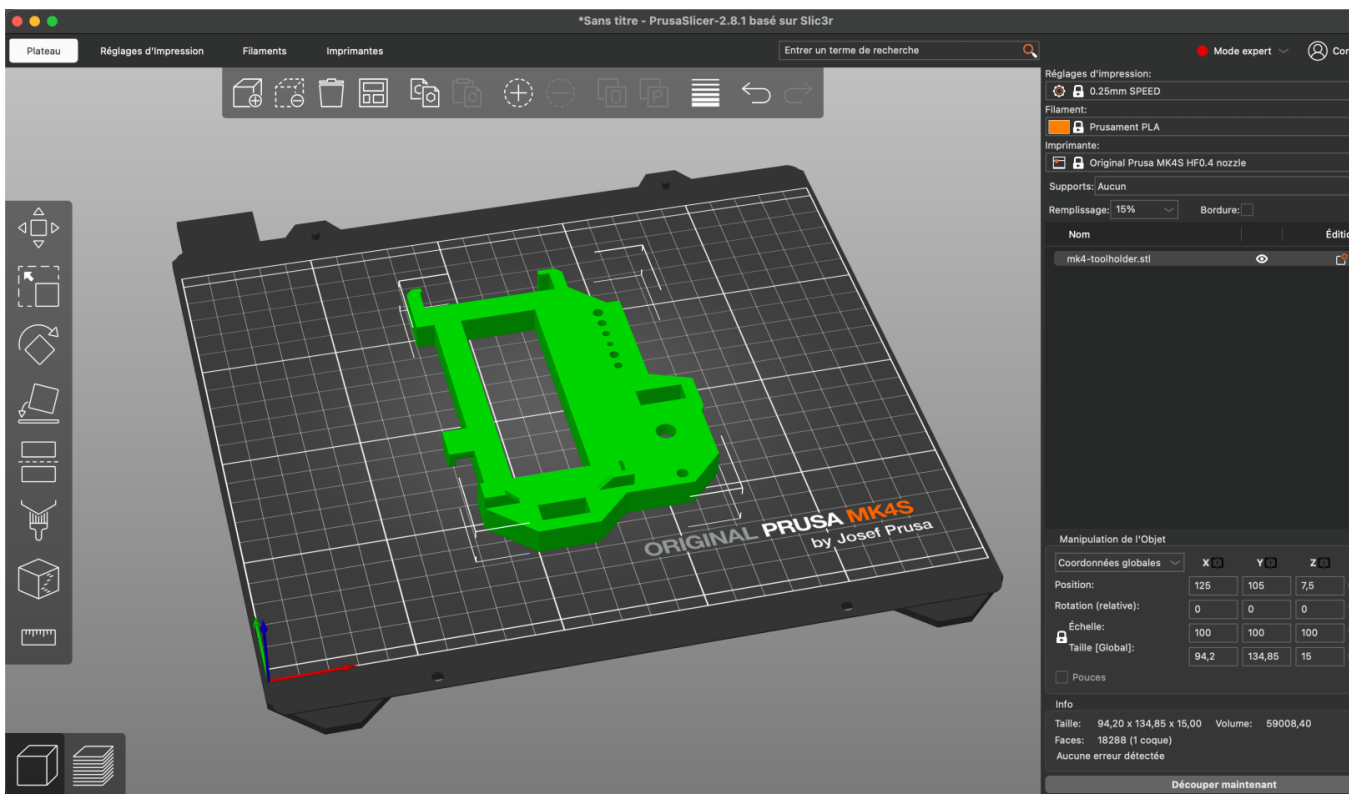 *Sans titre - PrusaSlicer-2.8.1 basé sur Slic3r
Plateau Réglages d'Impression Filaments Imprimantes Entrer un terme de recherche Mode expert Con
Réglages d'impression:
0.25mm SPEED
Filament:
Prusament PLA
Imprimante:
Original Prusa MK4S HF0.4 nozzle
Supports: Aucun
Remplissage: 15% Bordure:
Nom Éditio
mk4-toolholder.stl
ORIGINAL PRUSA MK4S
by Josef Prusa
Manipulation de l'Objet
Coordonnées globales X Y Z
Position: 125 105 7,5
Rotation (relative): 0 0 0
Échelle: 100 100 100
Taille [Global]: 94,2 134,85 15
Pouces
Info
Taille: 94,20 x 134,85 x 15,00 Volume: 59008,40
Faces: 18288 (1 coque)
Aucune erreur détectée
Découper maintenant